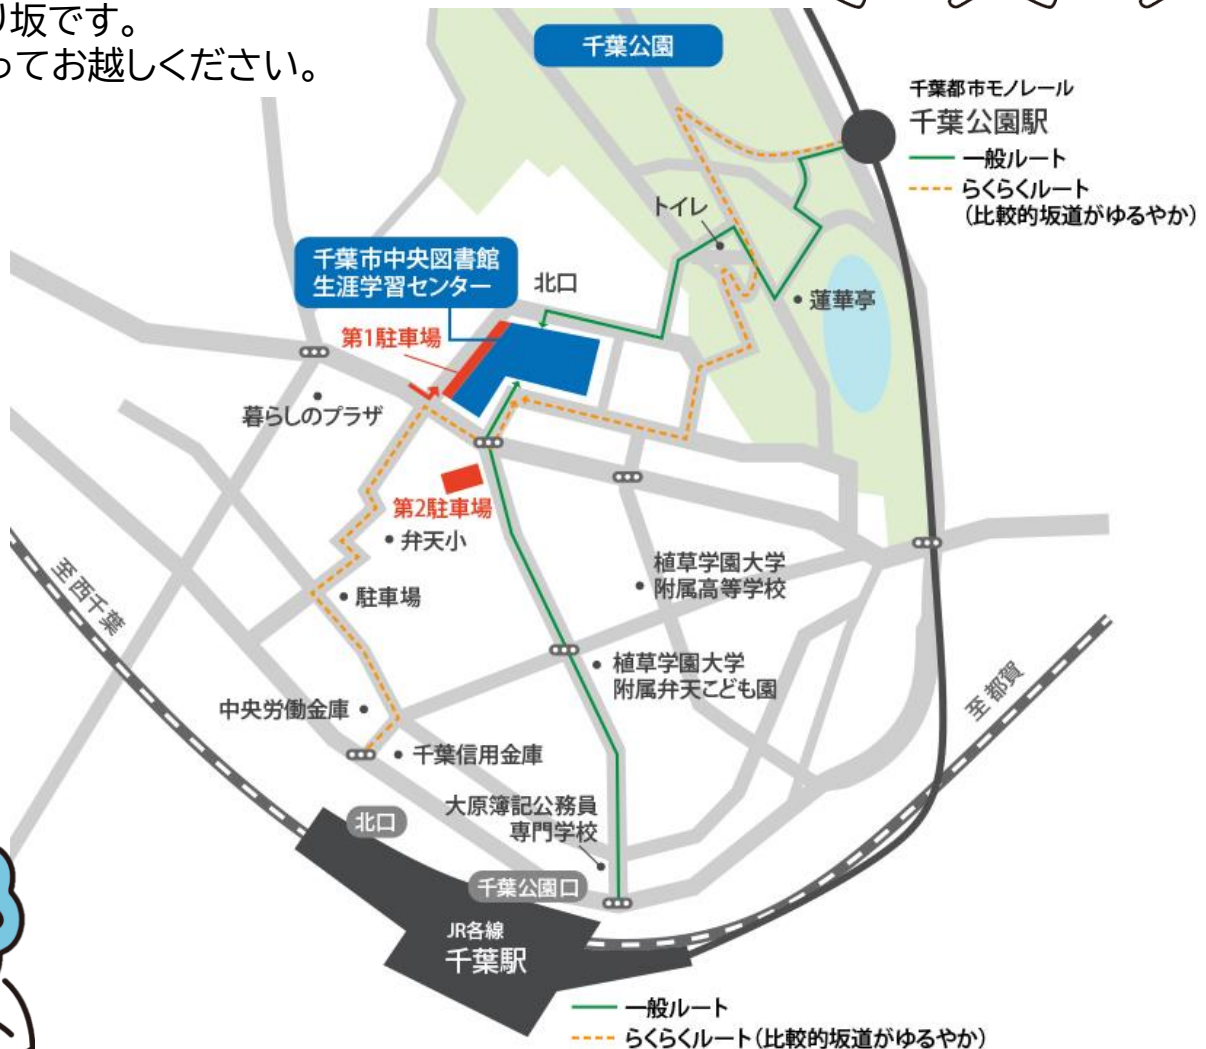 り坂です。
ってお越しください。
千葉公園
千葉都市モノレール
千葉公園駅
一般ルート
らくらくルート
(比較的坂道がゆるやか)
トイレ
千葉市中央図書館
生涯学習センター
北口
蓮華亭
第1駐車場
暮らしのプラザ
第2駐車場
弁天小
植草学園大学
附属高等学校
至西千葉
駐車場
植草学園大学
附属弁天こども園
至都賀
中央労働金庫
千葉信用金庫
大原簿記公務員
専門学校
北口
千葉公園口
JR各線
千葉駅
一般ルート
らくらくルート(比較的坂道がゆるやか)